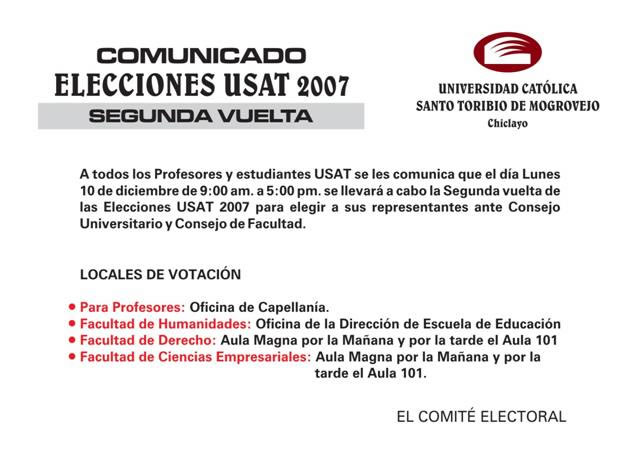 COMUNICADO
ELECCIONES USAT 2007
SEGUNDA VUELTA
UNIVERSIDAD CATÓLICA
SANTO TORIBIO DE MOGROVEJO
Chiclayo
A todos los Profesores y estudiantes USAT se les comunica que el día Lunes
10 de diciembre de 9:00 am. a 5:00 pm. se llevará a cabo la Segunda vuelta de
las Elecciones USAT 2007 para elegir a sus representantes ante Consejo
Universitario y Consejo de Facultad.
LOCALES DE VOTACIÓN
• Para Profesores: Oficina de Capellanía.
• Facultad de Humanidades: Oficina de la Dirección de Escuela de Educación
• Facultad de Derecho: Aula Magna por la Mañana y por la tarde el Aula 101
• Facultad de Ciencias Empresariales: Aula Magna por la Mañana y por la
tarde el Aula 101.
EL COMITÉ ELECTORAL